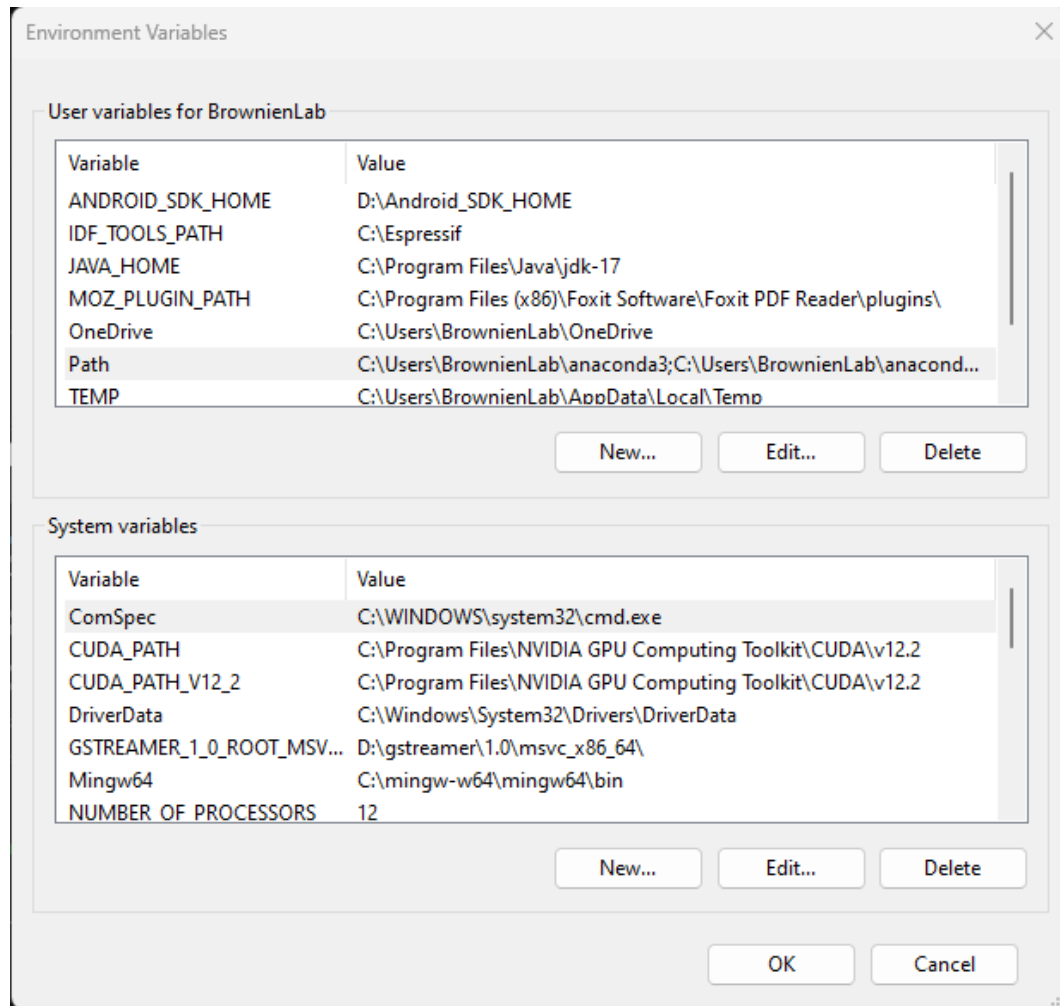 Environment Variables
User variables for BrownienLab
Variable Value
ANDROID_SDK_HOME D:\Android_SDK_HOME
IDF_TOOLS_PATH C:\Espressif
JAVA_HOME C:\Program Files\Java\jdk-17
MOZ_PLUGIN_PATH C:\Program Files (x86)\Foxit Software\Foxit PDF Reader\plugins\
OneDrive C:\Users\BrownienLab\OneDrive
Path C:\Users\BrownienLab\anaconda3;C:\Users\BrownienLab\anacond...
TEMP C:\Users\BrownienLab\AppData\Local\Temp
New... Edit... Delete
System variables
Variable Value
ComSpec C:\WINDOWS\system32\cmd.exe
CUDA_PATH C:\Program Files\NVIDIA GPU Computing Toolkit\CUDA\v12.2
CUDA_PATH_V12_2 C:\Program Files\NVIDIA GPU Computing Toolkit\CUDA\v12.2
DriverData C:\Windows\System32\Drivers\DriverData
GSTREAMER_1_0_ROOT_MSV... D:\gstreamer\1.0\msvc_x86_64\
Mingw64 C:\mingw-w64\mingw64\bin
NUMBER_OF_PROCESSORS 12
New... Edit... Delete
OK Cancel